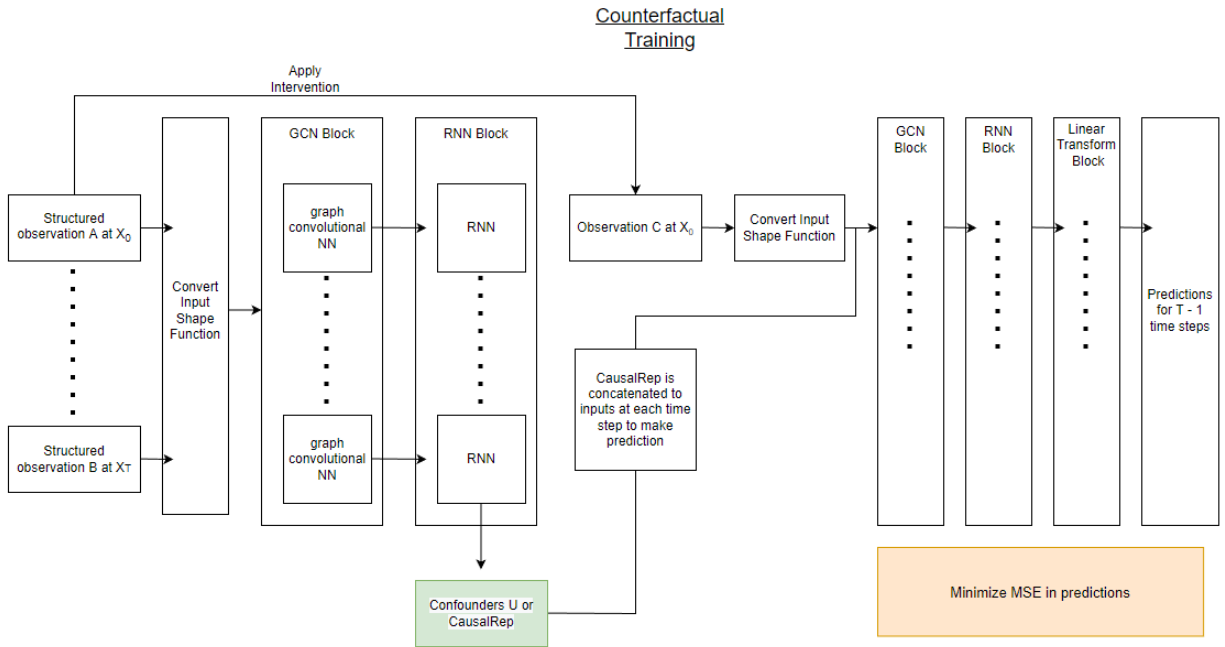 Counterfactual
Training
Apply
Intervention
GCN Block
RNN Block
GCN
Block
RNN
Block
Linear
Transform
Block
Structured
observation A at X₀
graph
convolutional
NN
RNN
Observation C at X₀
Convert Input
Shape Function
Convert
Input
Shape
Function
Predictions
for T - 1
time steps
CausalRep is
concatenated to
inputs at each time
step to make
prediction
Structured
observation B at XT
graph
convolutional
NN
RNN
Confounders U or
CausalRep
Minimize MSE in predictions